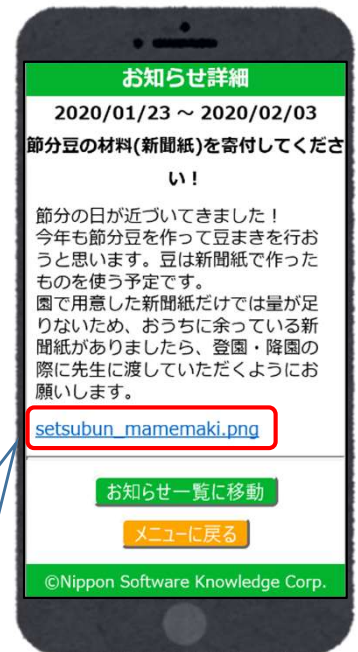 お知らせ詳細
2020/01/23 ～ 2020/02/03
節分豆の材料(新聞紙)を寄付してくださ
い！
節分の日が近づいてきました！
今年も節分豆を作って豆まきを行お
うと思います。豆は新聞紙で作った
ものを使う予定です。
園で用意した新聞紙だけでは量が足
りないため、おうちに余っている新
聞紙がありましたら、登園・降園の
際に先生に渡していただくようにお
願いします。
setsubun_mamemaki.png
お知らせ一覧に移動
メニューに戻る
©Nippon Software Knowledge Corp.